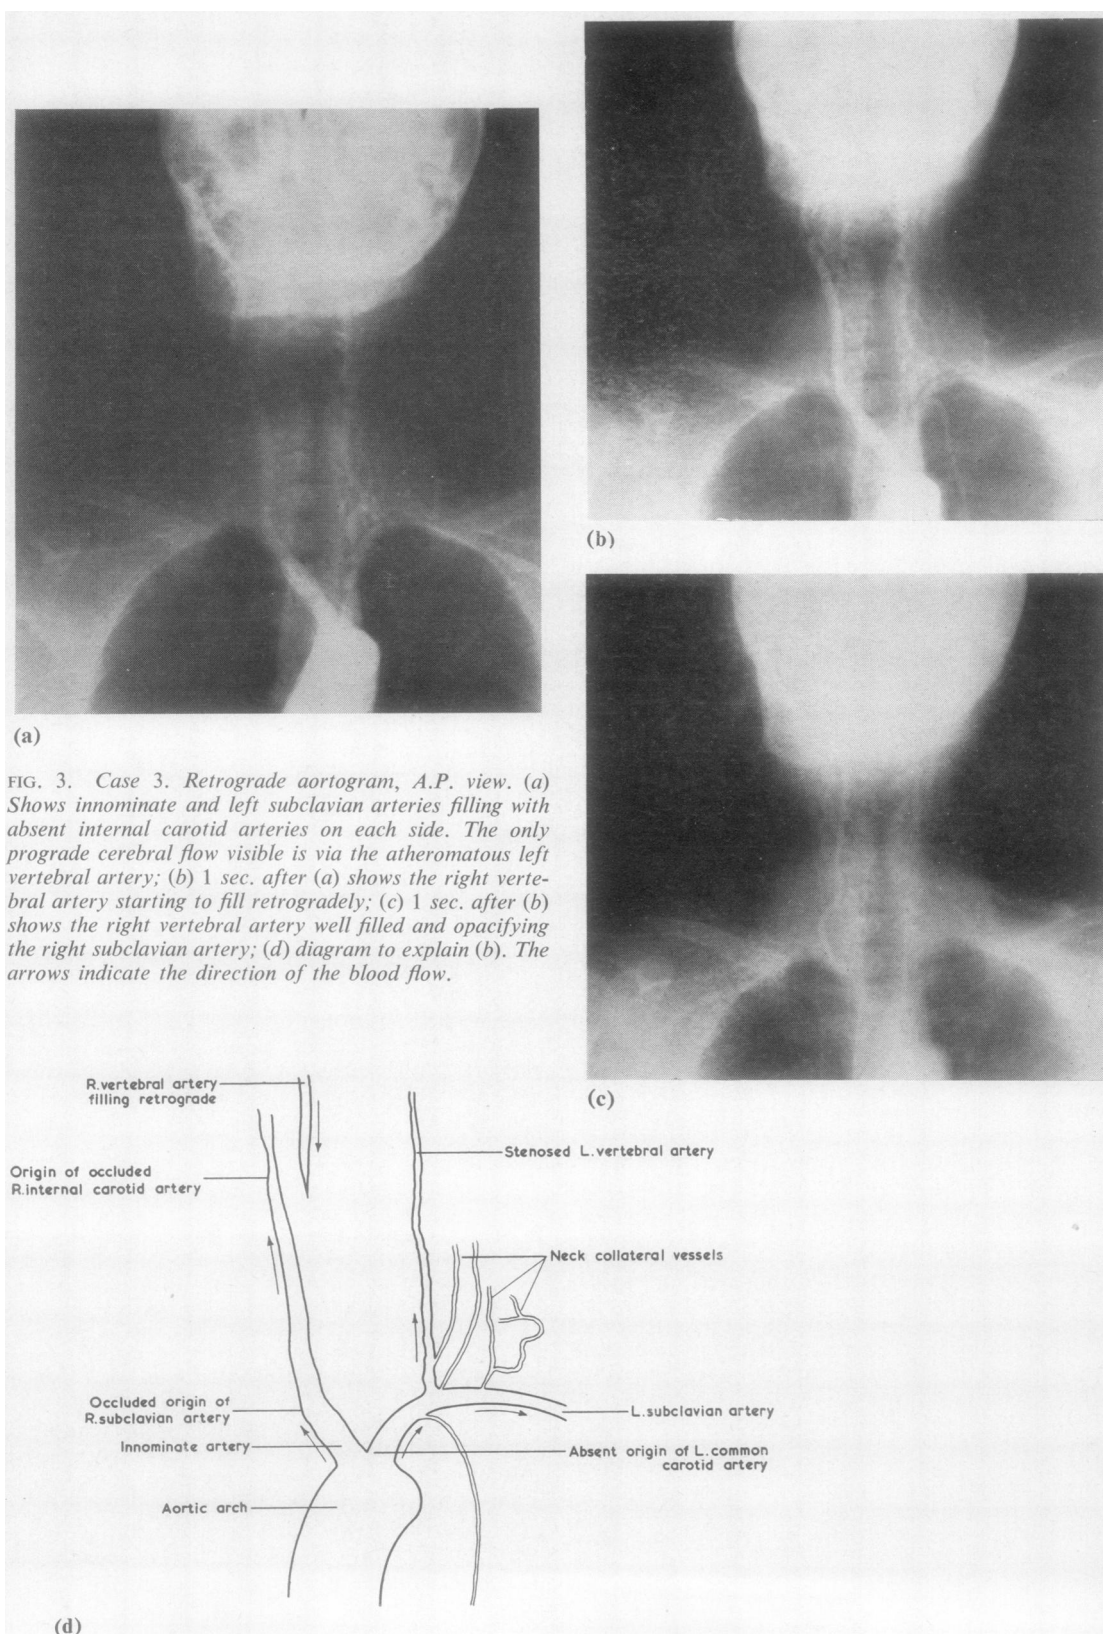 (a)
(b)
FIG. 3. Case 3. Retrograde aortogram, A.P. view. (a)
Shows innominate and left subclavian arteries filling with
absent internal carotid arteries on each side. The only
prograde cerebral flow visible is via the atheromatous left
vertebral artery; (b) 1 sec. after (a) shows the right verte-
bral artery starting to fill retrogradely; (c) 1 sec. after (b)
shows the right vertebral artery well filled and opacifying
the right subclavian artery; (d) diagram to explain (b). The
arrows indicate the direction of the blood flow.
(c)
R.vertebral artery
filling retrograde
Origin of occluded
R.internal carotid artery
Stenosed L.vertebral artery
Neck collateral vessels
Occluded origin of
R.subclavian artery
L.subclavian artery
Innominate artery
Absent origin of L.common
carotid artery
Aortic arch
(d)